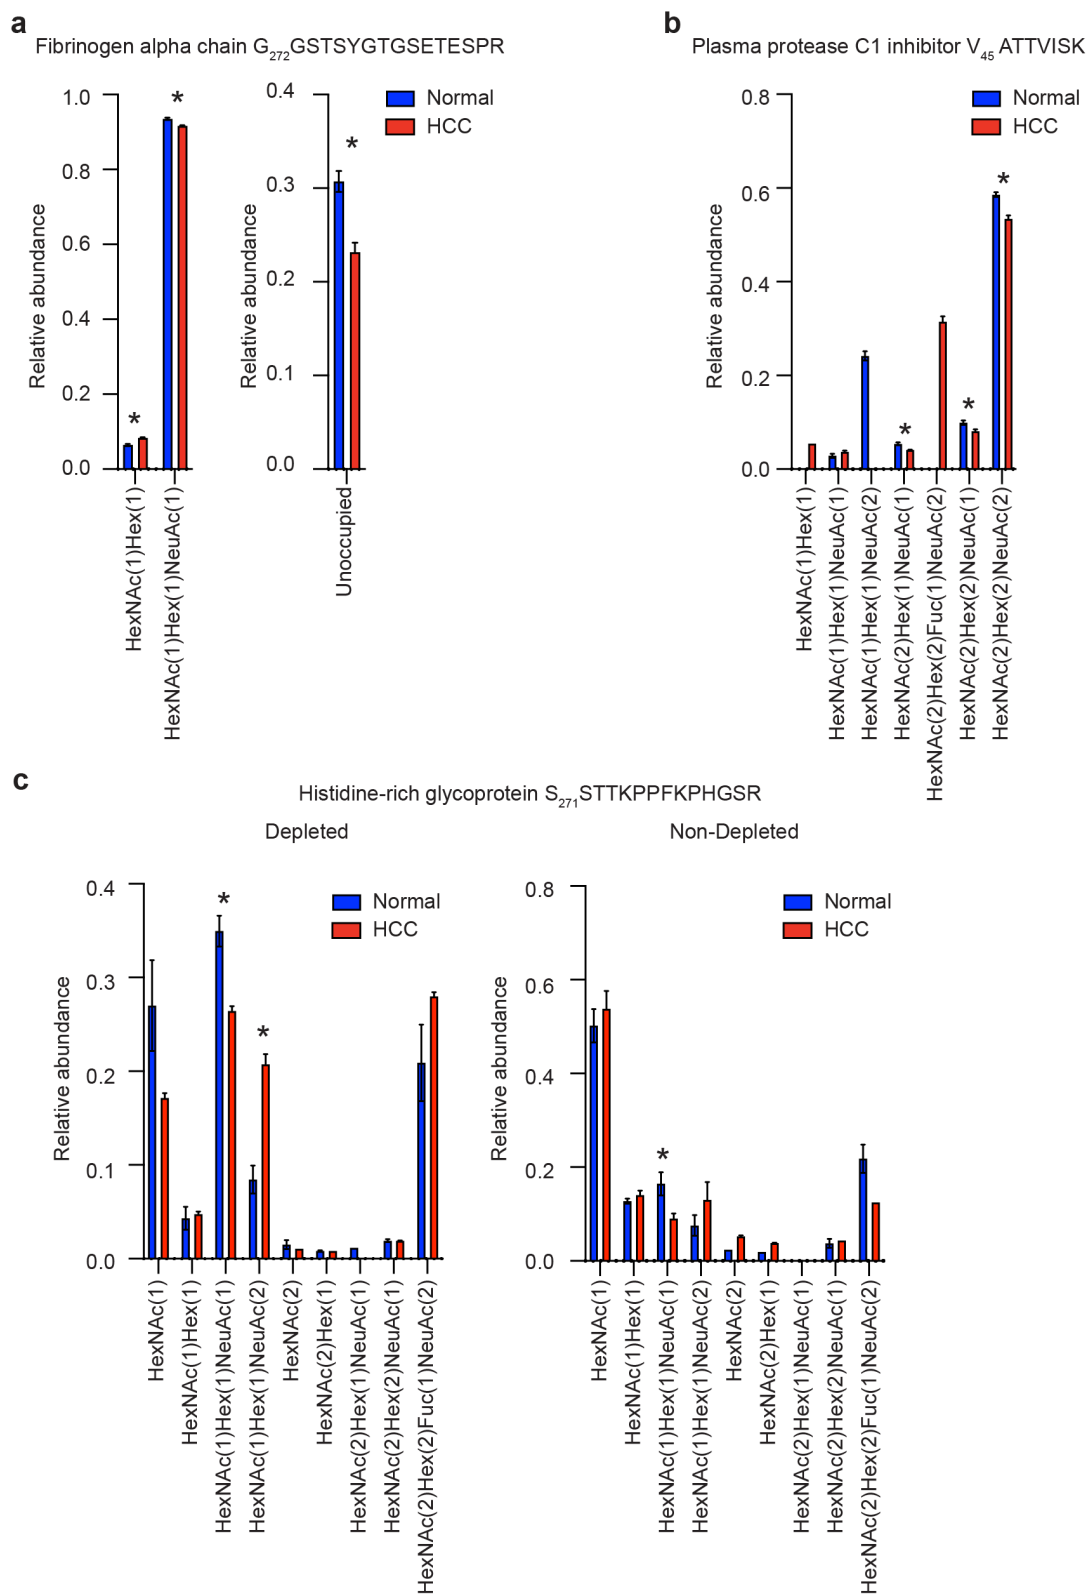 a
Fibrinogen alpha chain G272GSTSYGTGSETESPR
1.0
0.8
0.6
0.4
0.2
0.0
Relative abundance
*
*
HexNAc(1)Hex(1)
HexNAc(1)Hex(1)NeuAc(1)
0.4
0.3
0.2
0.1
0.0
Relative abundance
*
Unoccupied
Normal
HCC
b
Plasma protease C1 inhibitor V45 ATTVISK
0.8
0.6
0.4
0.2
0.0
Relative abundance
Normal
HCC
*
*
*
HexNAc(1)Hex(1)
HexNAc(1)Hex(1)NeuAc(1)
HexNAc(1)Hex(1)NeuAc(2)
HexNAc(2)Hex(1)NeuAc(1)
HexNAc(2)Hex(2)Fuc(1)NeuAc(2)
HexNAc(2)Hex(2)NeuAc(1)
HexNAc(2)Hex(2)NeuAc(2)
c
Histidine-rich glycoprotein S271STTKPPFKPHGSR
Depleted
0.4
0.3
0.2
0.1
0.0
Relative abundance
Normal
HCC
*
*
HexNAc(1)
HexNAc(1)Hex(1)
HexNAc(1)Hex(1)NeuAc(1)
HexNAc(1)Hex(1)NeuAc(2)
HexNAc(2)
HexNAc(2)Hex(1)
HexNAc(2)Hex(1)NeuAc(1)
HexNAc(2)Hex(2)NeuAc(1)
HexNAc(2)Hex(2)Fuc(1)NeuAc(2)
Non-Depleted
0.8
0.6
0.4
0.2
0.0
Relative abundance
Normal
HCC
*
HexNAc(1)
HexNAc(1)Hex(1)
HexNAc(1)Hex(1)NeuAc(1)
HexNAc(1)Hex(1)NeuAc(2)
HexNAc(2)
HexNAc(2)Hex(1)
HexNAc(2)Hex(1)NeuAc(1)
HexNAc(2)Hex(2)NeuAc(1)
HexNAc(2)Hex(2)Fuc(1)NeuAc(2)